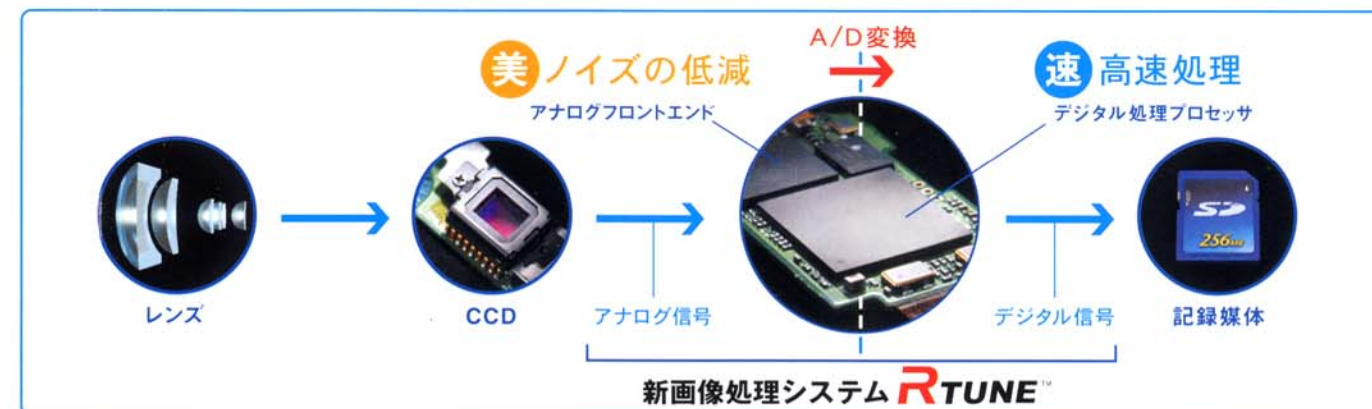 A/D変換
美 ノイズの低減
速 高速処理
アナログフロントエンド
デジタル処理プロセッサ
SD
256MB
レンズ
CCD
アナログ信号
デジタル信号
記録媒体
新画像処理システム RTUNE™